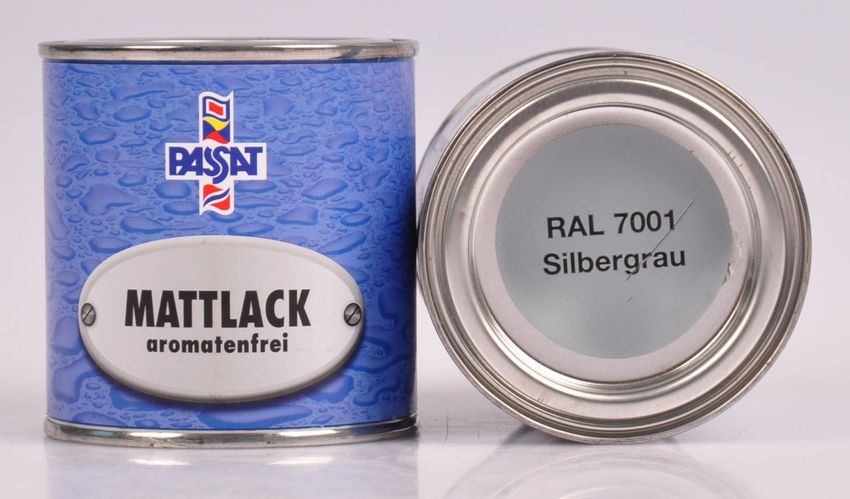 PASSAT
MATTLACK
aromatenfrei
RAL 7001
Silbergrau